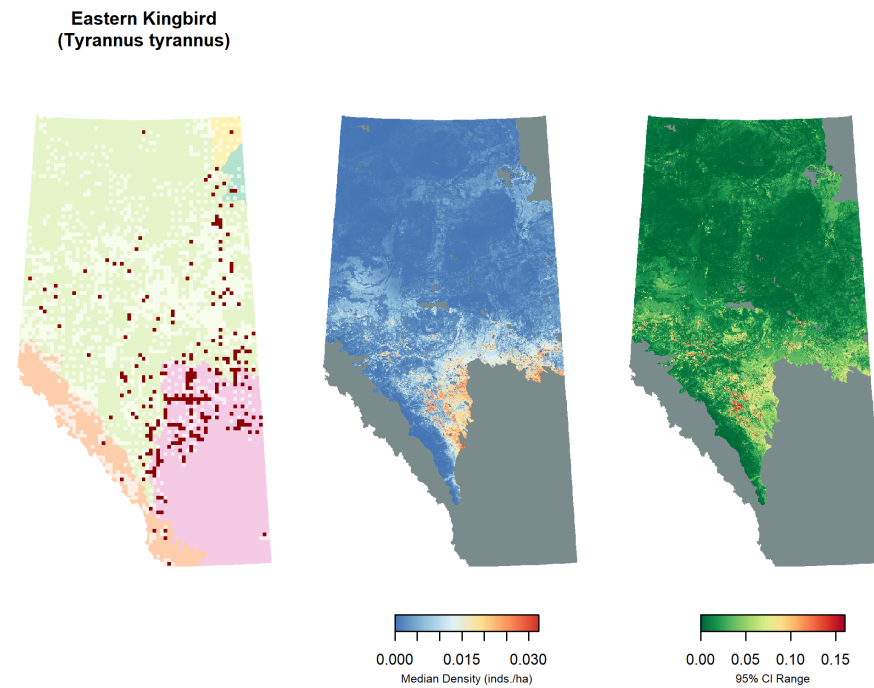 Eastern Kingbird
(Tyrannus tyrannus)
0.000 0.015 0.030
Median Density (inds./ha)
0.00 0.05 0.10 0.15
95% CI Range